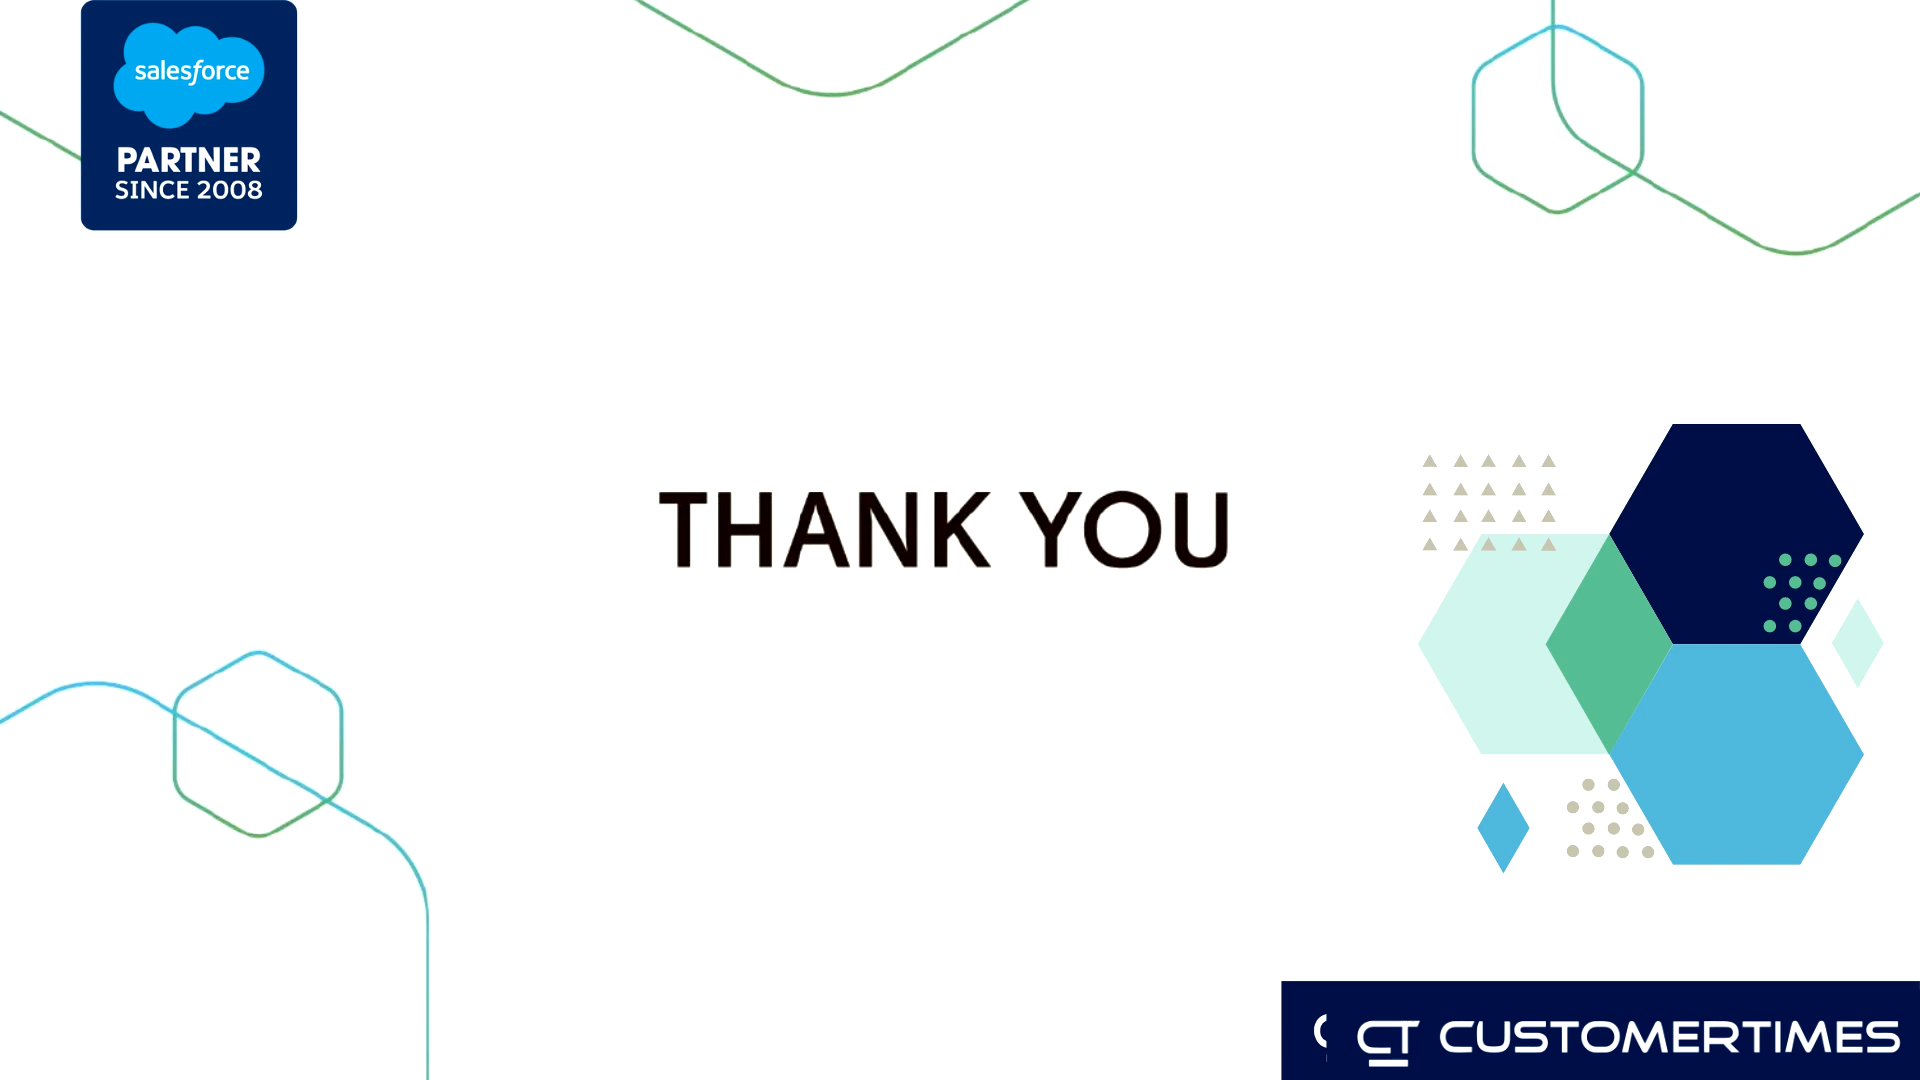 salesforce
PARTNER
SINCE 2008
THANK YOU
CT CUSTOMERTIMES